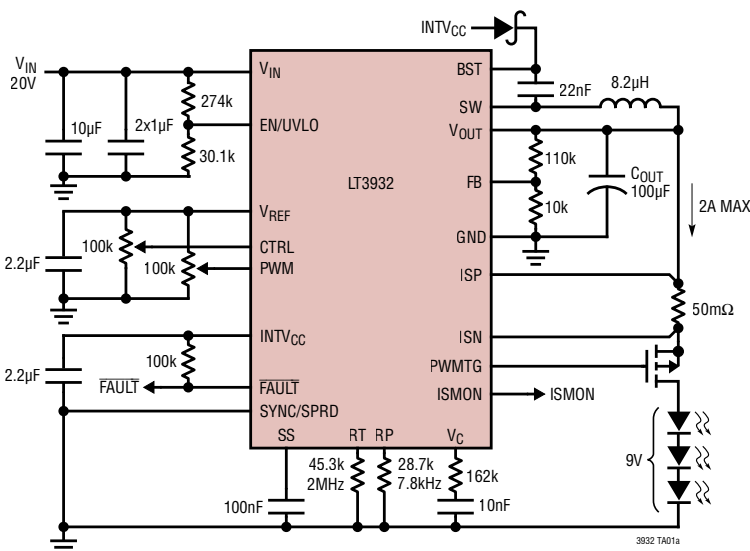 INTVCC
VIN
20V
10µF
2x1µF
274k
30.1k
VIN
EN/UVLO
LT3932
BST
22nF
8.2µH
SW
VOUT
110k
FB
10k
COUT
100µF
GND
2A MAX
VREF
CTRL
PWM
100k
100k
2.2µF
ISP
50mΩ
ISN
INTVCC
100k
2.2µF
FAULT
FAULT
SYNC/SPRD
PWMTG
ISMON
ISMON
SS
RT
RP
VC
45.3k
2MHz
28.7k
7.8kHz
162k
100nF
10nF
9V
3932 TA01a